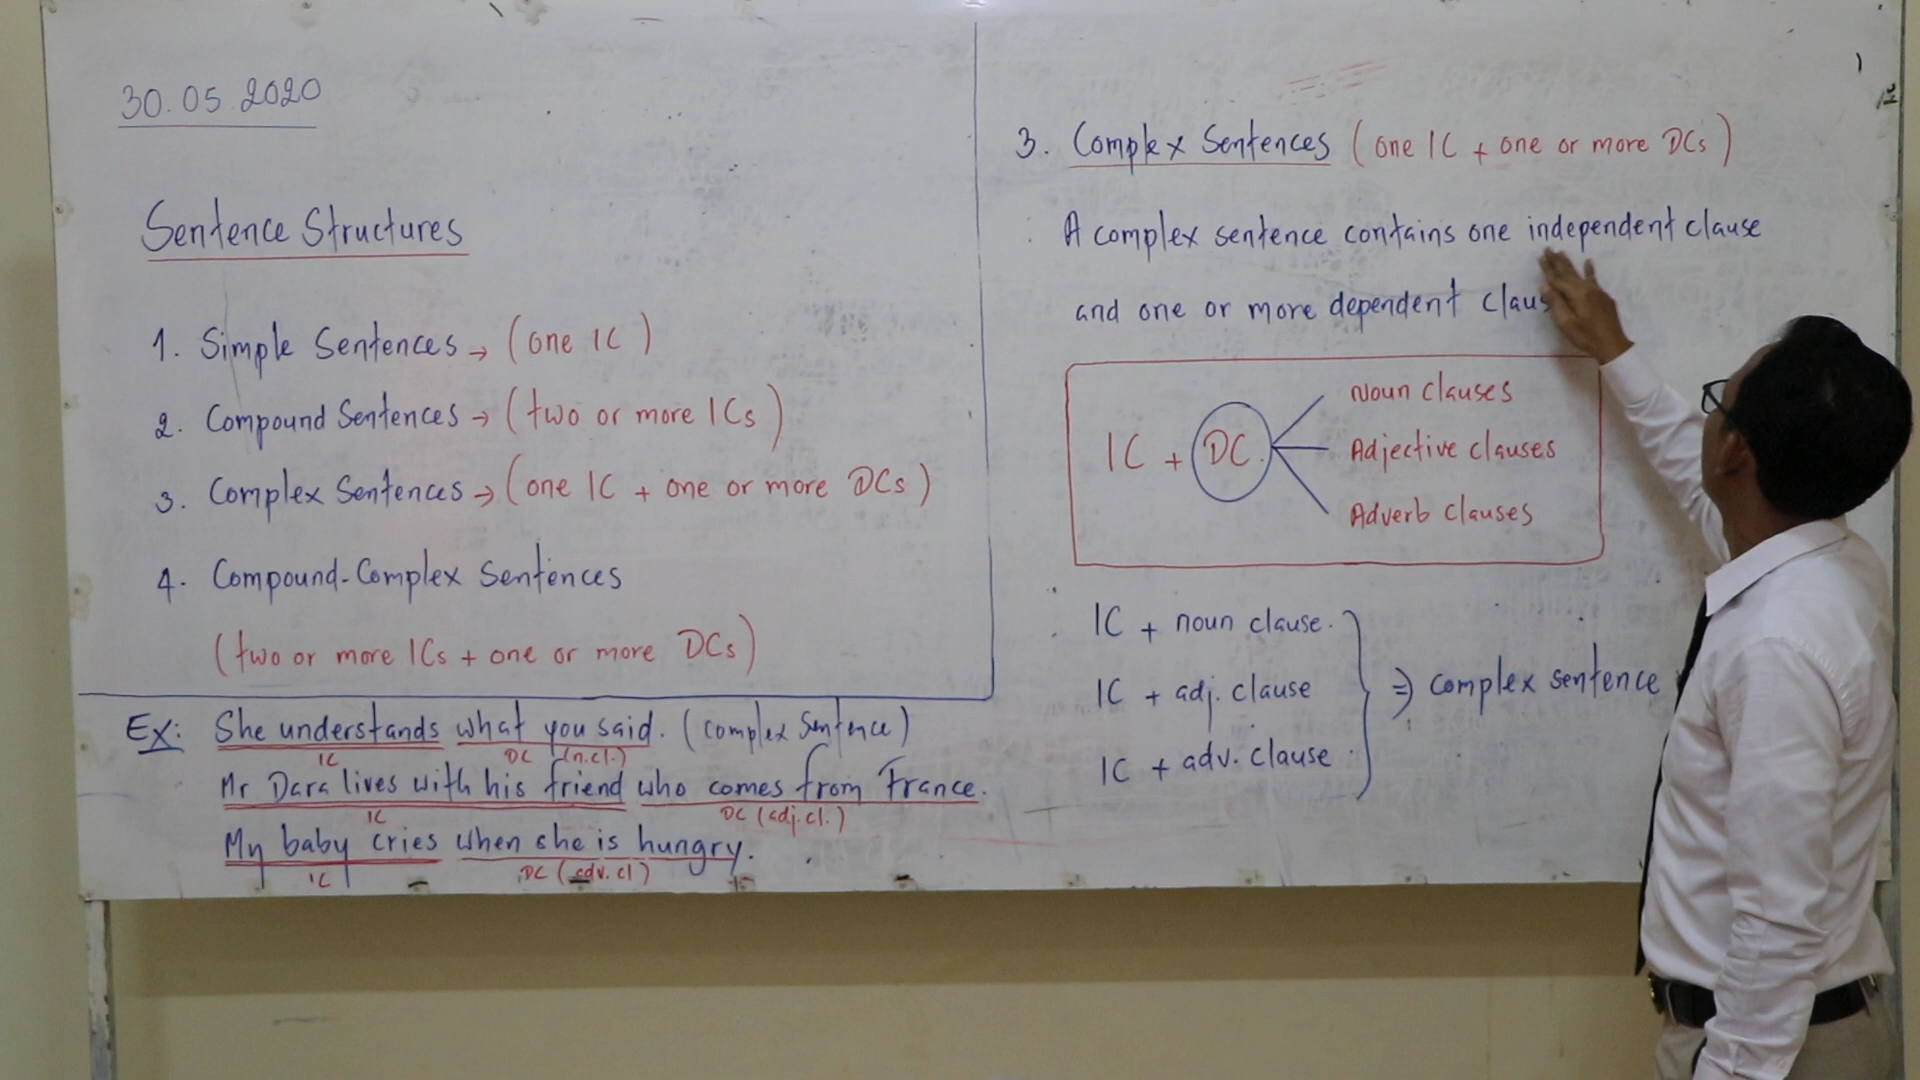 30.05.2020
Sentence Structures
1. Simple Sentences → (one IC)
2. Compound Sentences → (two or more ICs)
3. Complex Sentences → (one IC + one or more DCs)
4. Compound-Complex Sentences
(two or more ICs + one or more DCs)
Ex: She understands what you said. (complex sentence)
IC DC (n.cl.)
Mr Dara lives with his friend who comes from France.
IC DC (adj.cl.)
My baby cries when she is hungry.
IC DC (adv.cl)
3. Complex Sentences (one IC + one or more DCs)
A complex sentence contains one independent clause
and one or more dependent claus
Noun clauses
IC + DC Adjective clauses
Adverb clauses
IC + noun clause.
IC + adj. clause ⇒ complex sentence
IC + adv. clause